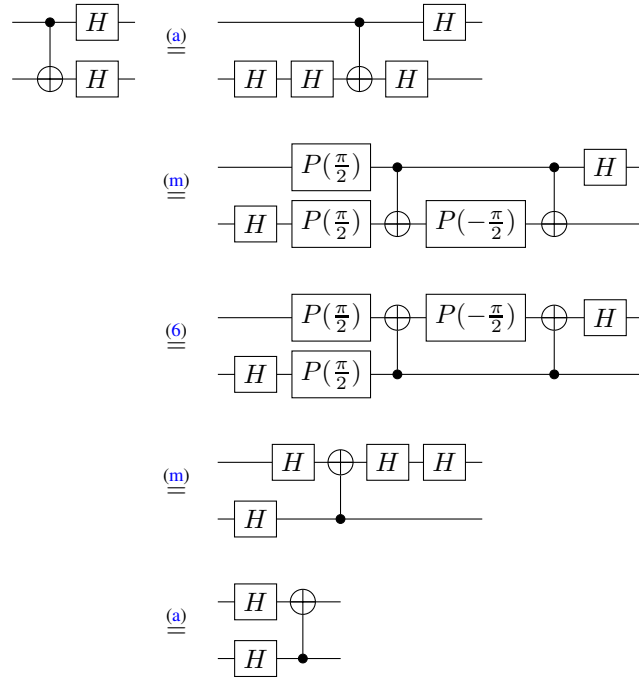 H (a) H
H = H H H
(m) P(π/2) H
= H P(π/2) P(−π/2)
(6) P(π/2) P(−π/2) H
= H P(π/2)
(m) H H H
= H
(a) H
= H